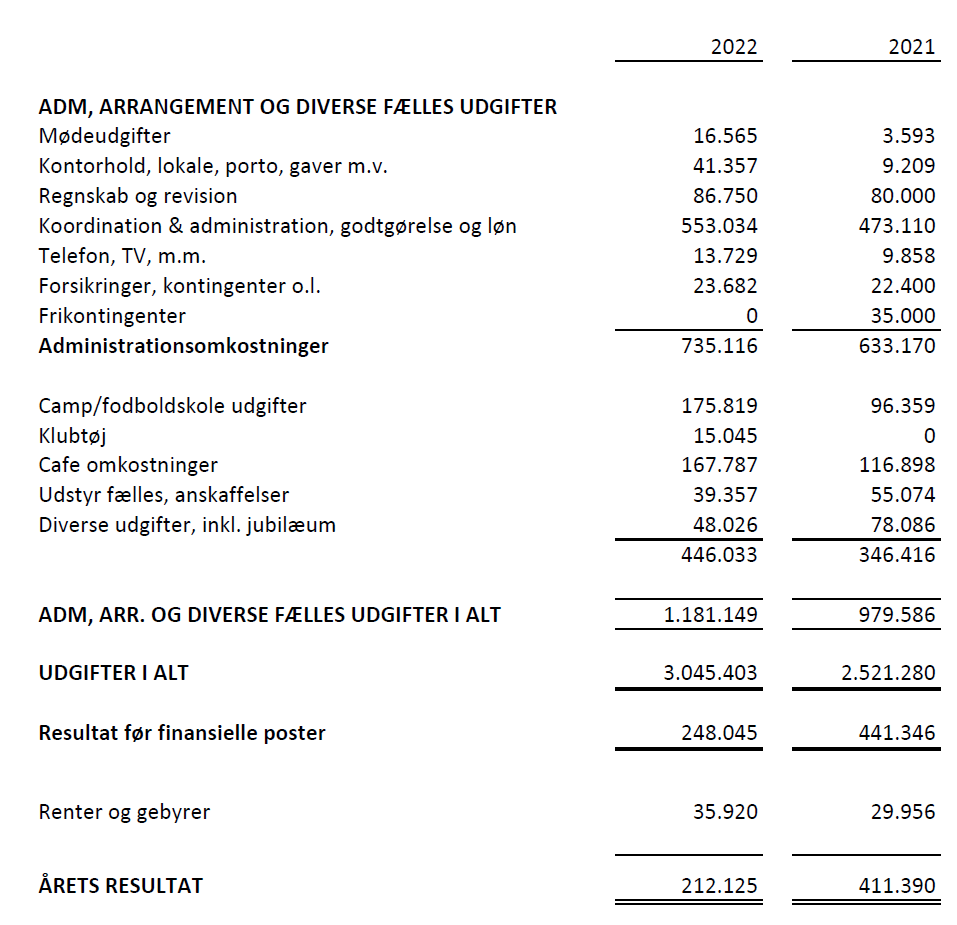 2022 2021
ADM, ARRANGEMENT OG DIVERSE FÆLLES UDGIFTER
Mødeudgifter 16.565 3.593
Kontorhold, lokale, porto, gaver m.v. 41.357 9.209
Regnskab og revision 86.750 80.000
Koordination & administration, godtgørelse og løn 553.034 473.110
Telefon, TV, m.m. 13.729 9.858
Forsikringer, kontingenter o.l. 23.682 22.400
Frikontingenter 0 35.000
Administrationsomkostninger 735.116 633.170
Camp/fodboldskole udgifter 175.819 96.359
Klubtøj 15.045 0
Cafe omkostninger 167.787 116.898
Udstyr fælles, anskaffelser 39.357 55.074
Diverse udgifter, inkl. jubilæum 48.026 78.086
446.033 346.416
ADM, ARR. OG DIVERSE FÆLLES UDGIFTER I ALT 1.181.149 979.586
UDGIFTER I ALT 3.045.403 2.521.280
Resultat før finansielle poster 248.045 441.346
Renter og gebyrer 35.920 29.956
ÅRETS RESULTAT 212.125 411.390